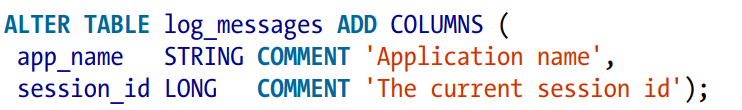 ALTER TABLE log_messages ADD COLUMNS (
 app_name   STRING COMMENT 'Application name',
 session_id LONG   COMMENT 'The current session id');